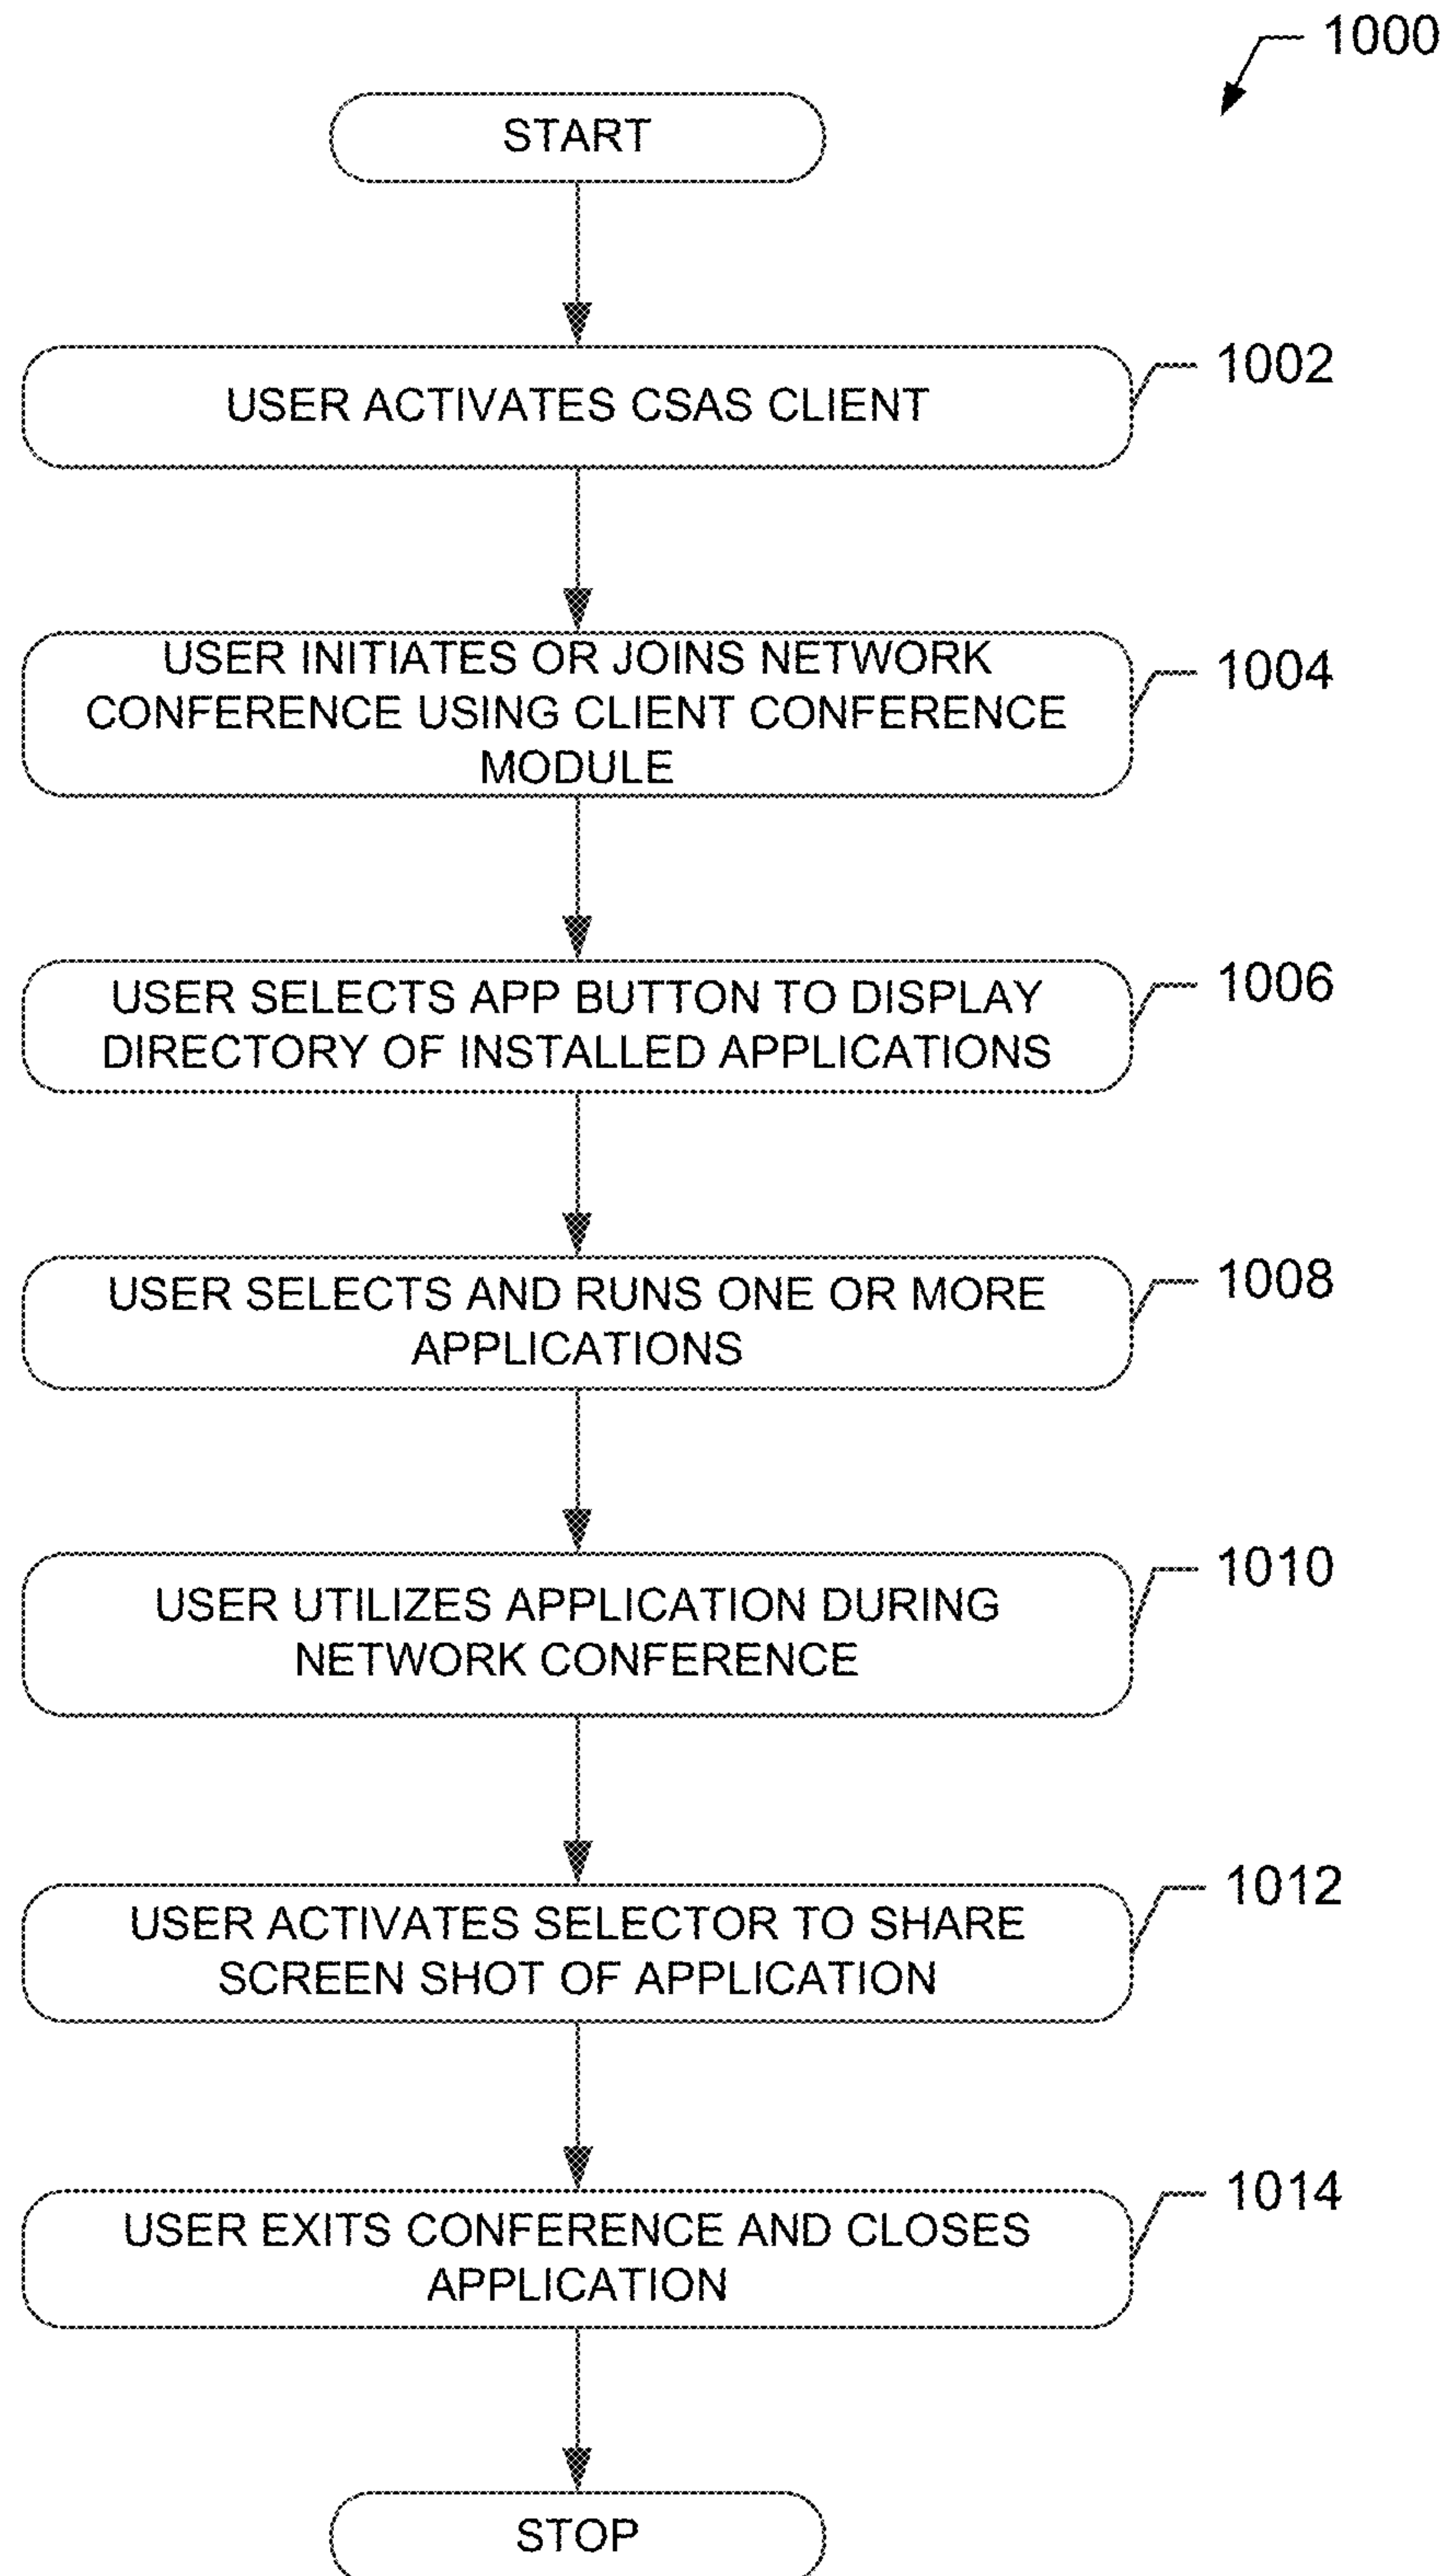 1000
START
USER ACTIVATES CSAS CLIENT
1002
USER INITIATES OR JOINS NETWORK
CONFERENCE USING CLIENT CONFERENCE
MODULE
1004
USER SELECTS APP BUTTON TO DISPLAY
DIRECTORY OF INSTALLED APPLICATIONS
1006
USER SELECTS AND RUNS ONE OR MORE
APPLICATIONS
1008
USER UTILIZES APPLICATION DURING
NETWORK CONFERENCE
1010
USER ACTIVATES SELECTOR TO SHARE
SCREEN SHOT OF APPLICATION
1012
USER EXITS CONFERENCE AND CLOSES
APPLICATION
1014
STOP